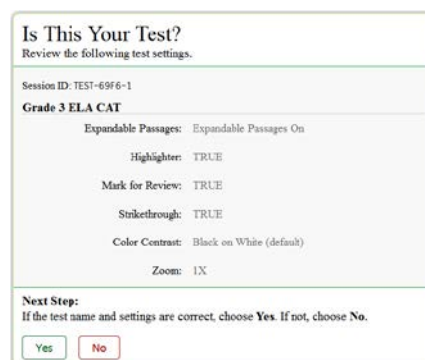 Is This Your Test?
Review the following test settings.
Session ID: TEST-69F6-1
Grade 3 ELA CAT
Expandable Passages: Expandable Passages On
Highlighter: TRUE
Mark for Review: TRUE
Strikethrough: TRUE
Color Contrast: Black on White (default)
Zoom: 1X
Next Step:
If the test name and settings are correct, choose Yes. If not, choose No.
Yes No